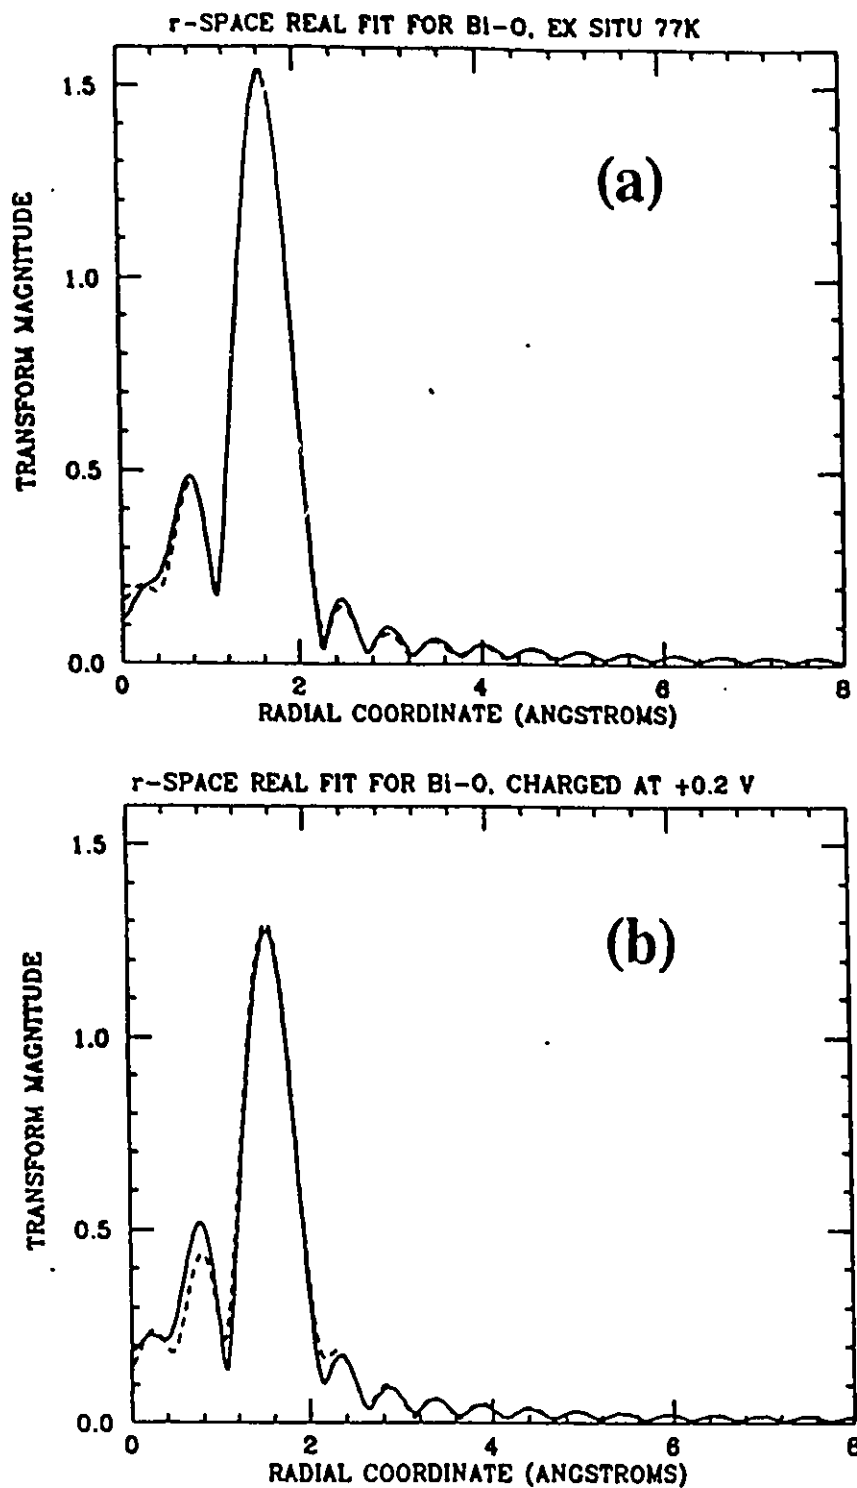 r-SPACE REAL FIT FOR Bi-O, EX SITU 77K
(a)
TRANSFORM MAGNITUDE
1.5
1.0
0.5
0.0
0 2 4 6 8
RADIAL COORDINATE (ANGSTROMS)
r-SPACE REAL FIT FOR Bi-O, CHARGED AT +0.2 V
(b)
TRANSFORM MAGNITUDE
1.5
1.0
0.5
0.0
0 2 4 6 8
RADIAL COORDINATE (ANGSTROMS)